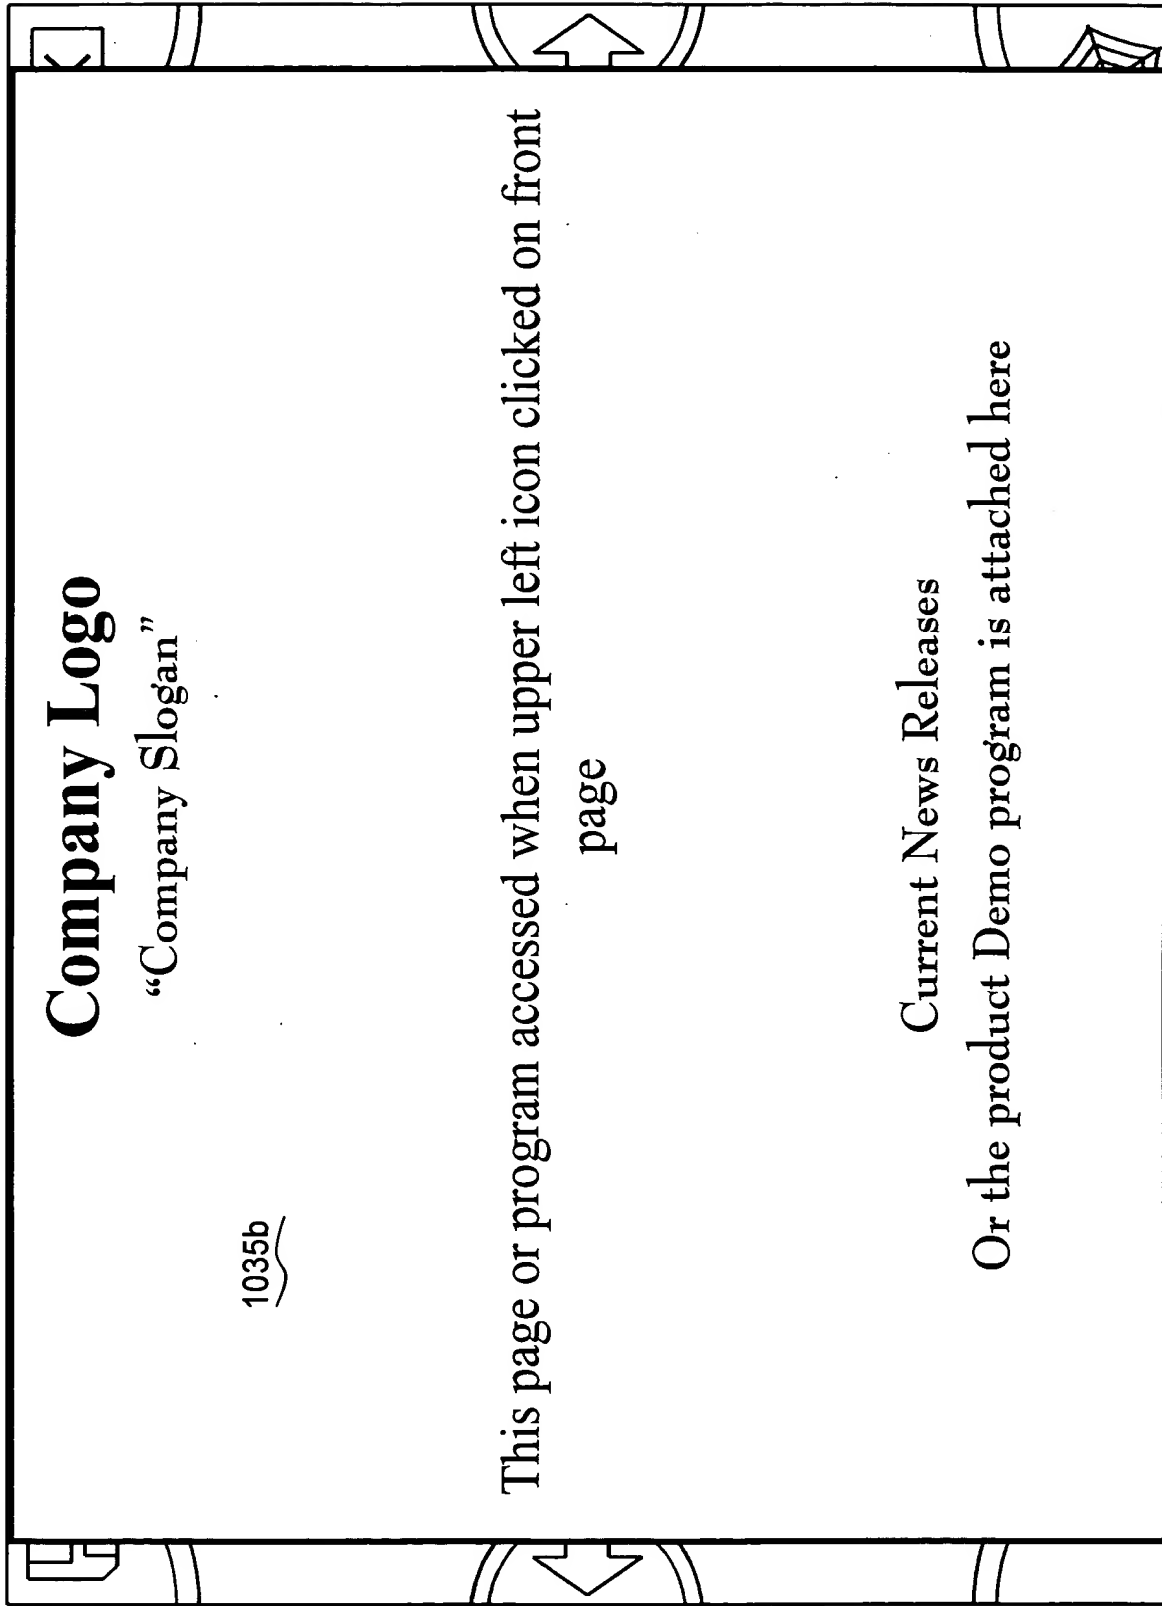 Company Logo
“Company Slogan”
1035b
This page or program accessed when upper left icon clicked on front
page
Current News Releases
Or the product Demo program is attached here